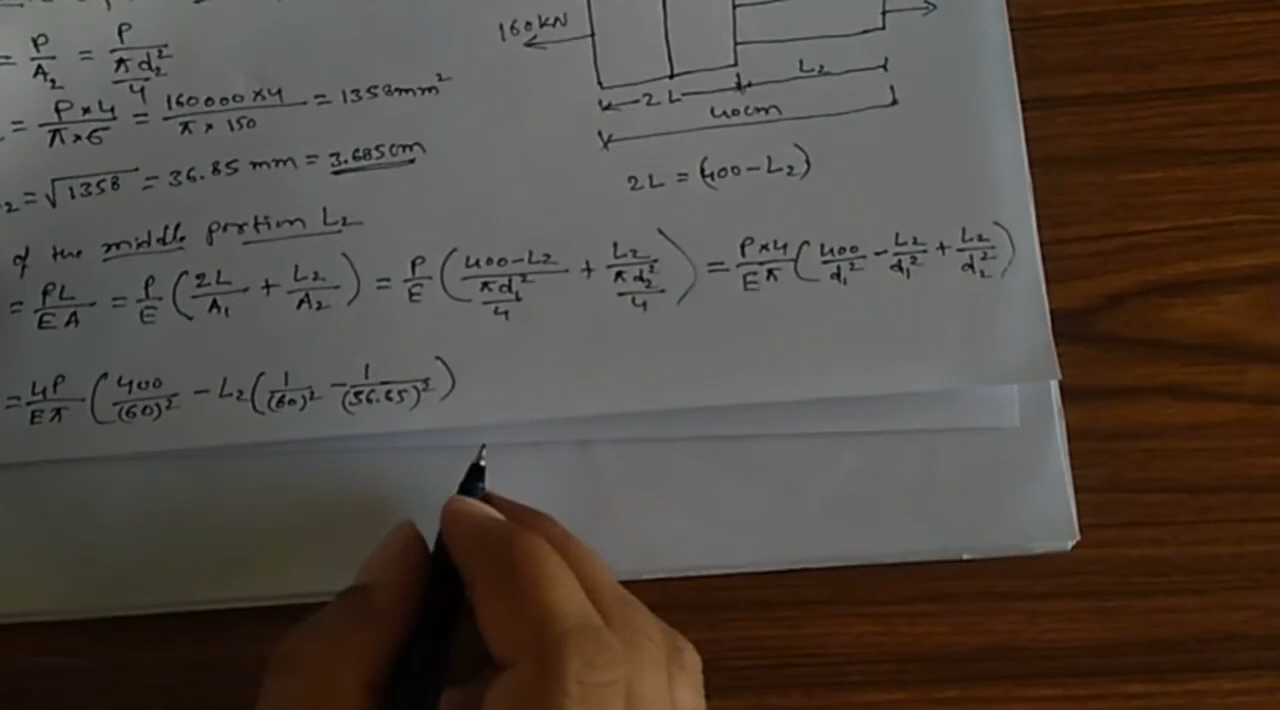 160kN
= P/A₂ = P/(πd₂²/4)
= P×4/π×σ = 160000×4/π×150 = 1358mm²
₂ = √1358 = 36.85 mm = 3.685cm
2L L₂
40cm
2L = (400-L₂)
of the middle portion L₂
= PL/EA = P/E (2L/A₁ + L₂/A₂) = P/E ((400-L₂)/(πd₁²/4) + L₂/(πd₂²/4)) = P×4/Eπ (400/d₁² - L₂/d₁² + L₂/d₂²)
= 4P/Eπ (400/(60)² - L₂(1/(60)² - 1/(36.85)²)